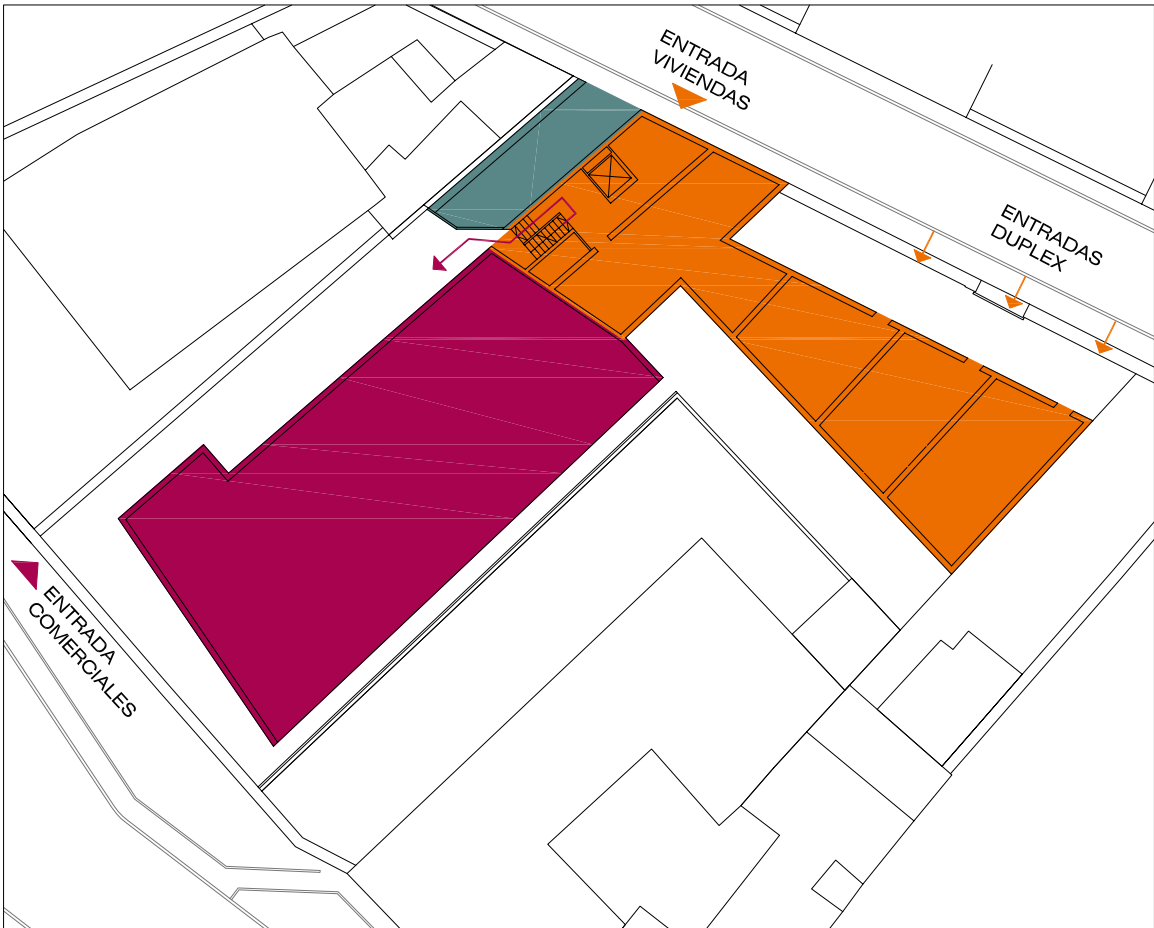 ENTRADA
VIVIENDAS
ENTRADAS
DUPLEX
ENTRADA
COMERCIALES